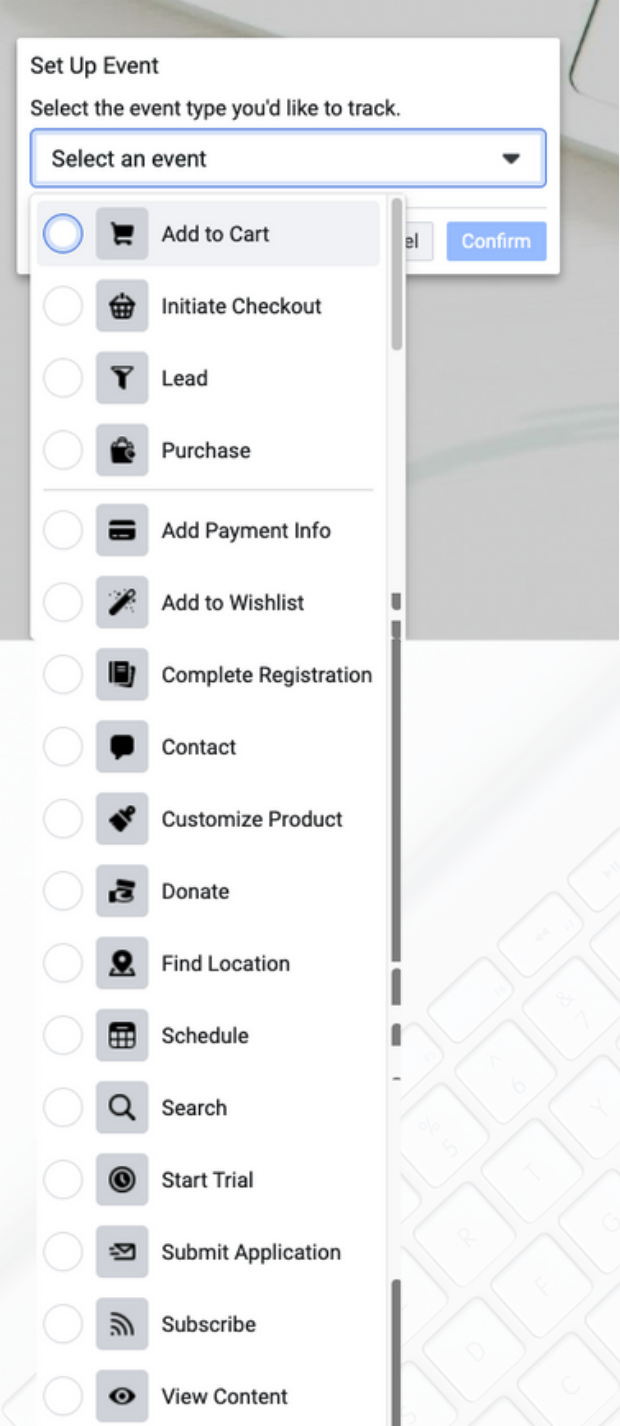 Set Up Event
Select the event type you'd like to track.
Select an event
Add to Cart
el
Confirm
Initiate Checkout
Lead
Purchase
Add Payment Info
Add to Wishlist
Complete Registration
Contact
Customize Product
Donate
Find Location
Schedule
Search
Start Trial
Submit Application
Subscribe
View Content